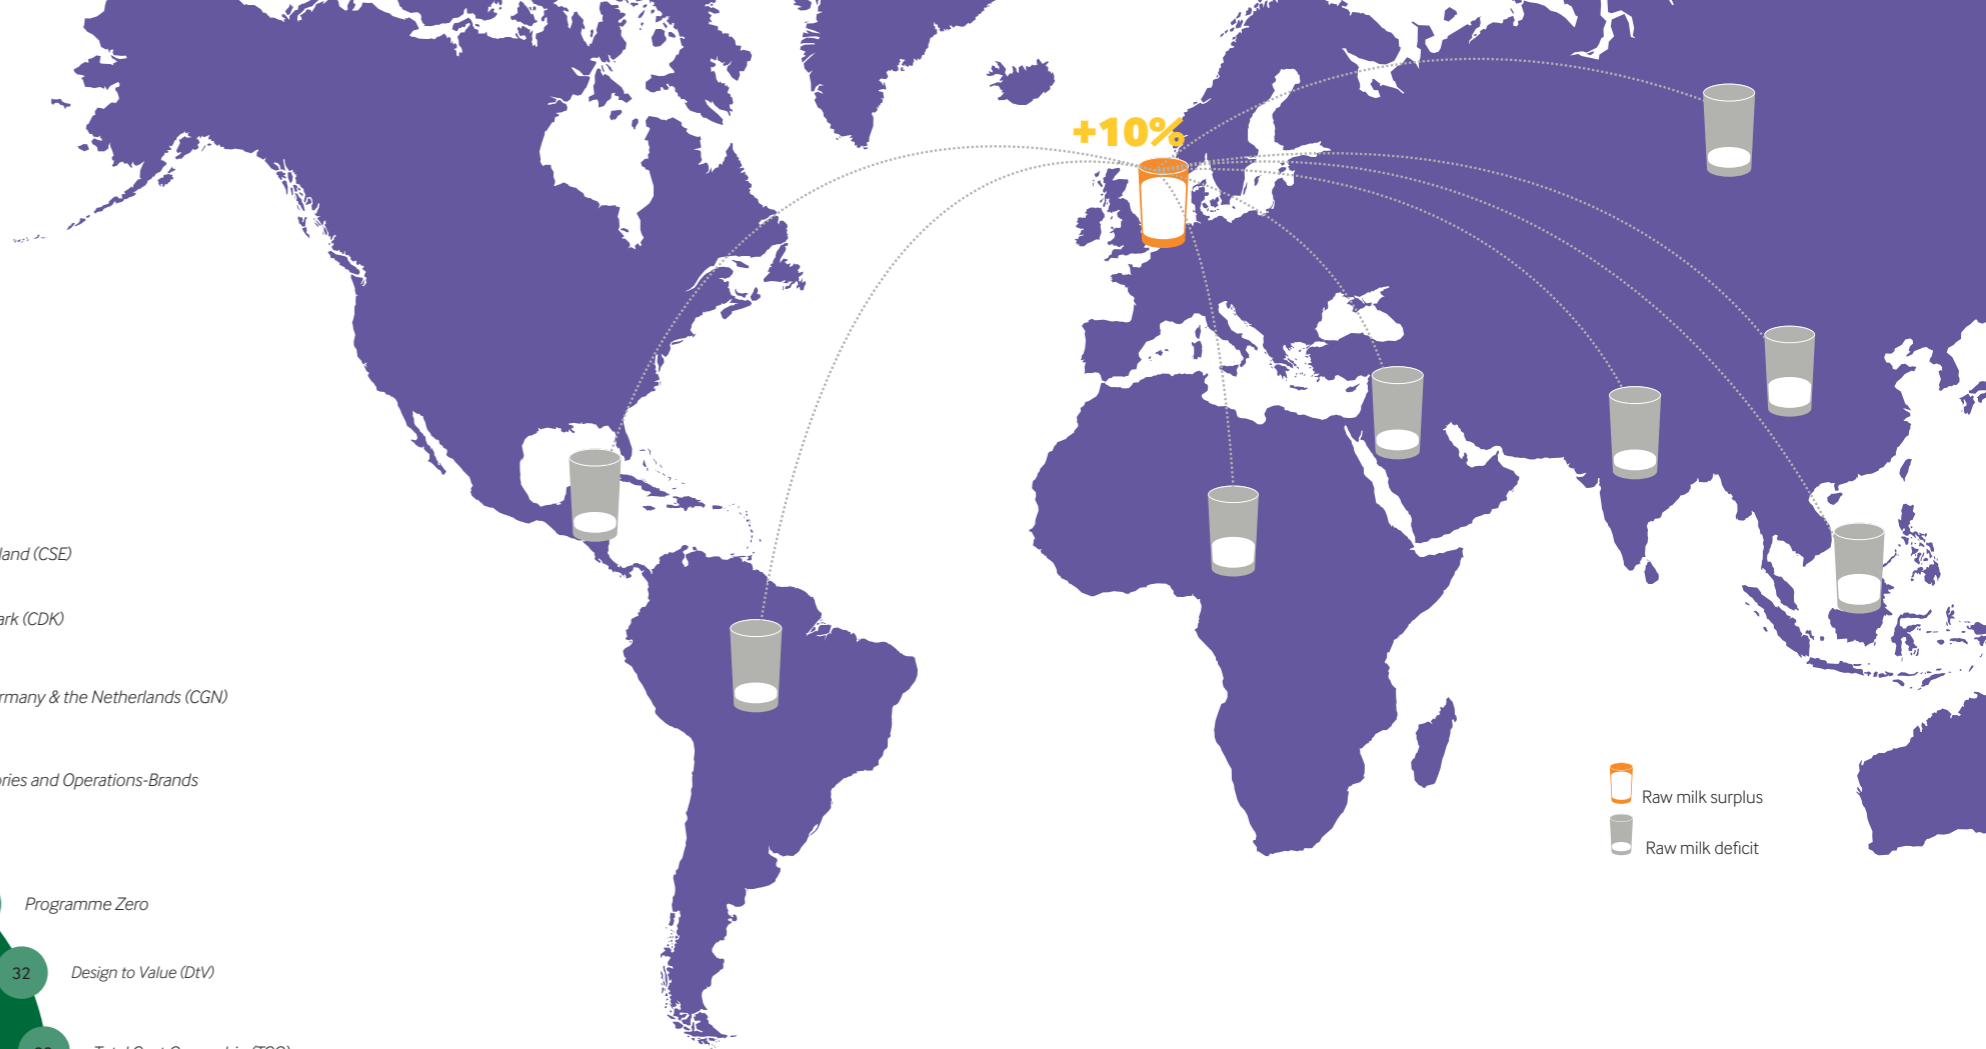 +10%
land (CSE)
ark (CDK)
rmany & the Netherlands (CGN)
ories and Operations-Brands
Raw milk surplus
Raw milk deficit
Programme Zero
32
Design to Value (DtV)